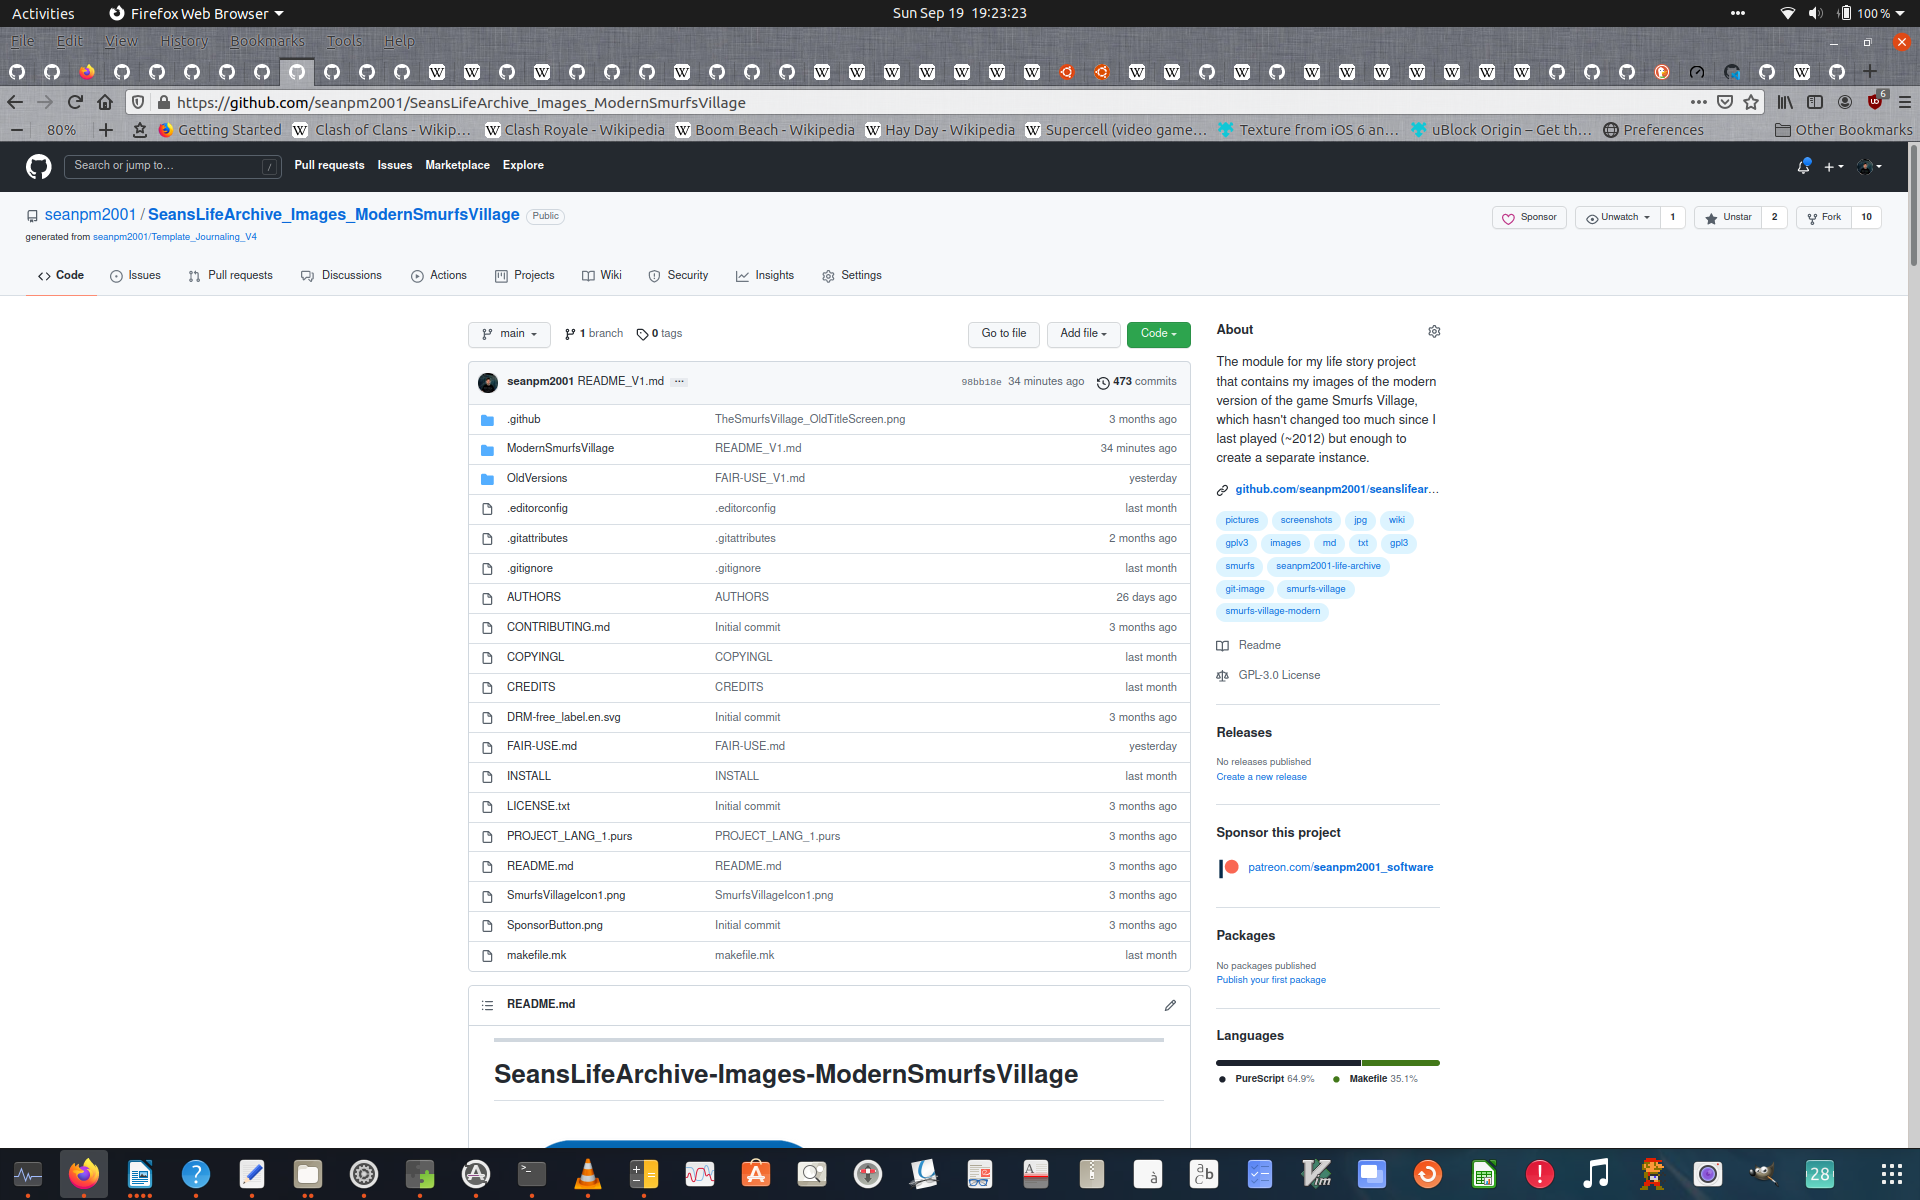 Activities
Firefox Web Browser
Sun Sep 19 19:23:23
100 %
File Edit View History Bookmarks Tools Help
https://github.com/seanpm2001/SeansLifeArchive_Images_ModernSmurfsVillage
6
80%
Getting Started
Clash of Clans - Wikip…
Clash Royale - Wikipedia
Boom Beach - Wikipedia
Hay Day - Wikipedia
Supercell (video game…
Texture from iOS 6 an…
uBlock Origin – Get th…
Preferences
Other Bookmarks
Search or jump to… /
Pull requests Issues Marketplace Explore
seanpm2001 / SeansLifeArchive_Images_ModernSmurfsVillage Public
generated from seanpm2001/Template_Journaling_V4
Sponsor
Unwatch 1
Unstar 2
Fork 10
Code Issues Pull requests Discussions Actions Projects Wiki Security Insights Settings
main 1 branch 0 tags
Go to file Add file Code
seanpm2001 README_V1.md ··· 98bb18e 34 minutes ago 473 commits
.github TheSmurfsVillage_OldTitleScreen.png 3 months ago
ModernSmurfsVillage README_V1.md 34 minutes ago
OldVersions FAIR-USE_V1.md yesterday
.editorconfig .editorconfig last month
.gitattributes .gitattributes 2 months ago
.gitignore .gitignore last month
AUTHORS AUTHORS 26 days ago
CONTRIBUTING.md Initial commit 3 months ago
COPYINGL COPYINGL last month
CREDITS CREDITS last month
DRM-free_label.en.svg Initial commit 3 months ago
FAIR-USE.md FAIR-USE.md yesterday
INSTALL INSTALL last month
LICENSE.txt Initial commit 3 months ago
PROJECT_LANG_1.purs PROJECT_LANG_1.purs 3 months ago
README.md README.md 3 months ago
SmurfsVillageIcon1.png SmurfsVillageIcon1.png 3 months ago
SponsorButton.png Initial commit 3 months ago
makefile.mk makefile.mk last month
README.md
SeansLifeArchive-Images-ModernSmurfsVillage
About
The module for my life story project
that contains my images of the modern
version of the game Smurfs Village,
which hasn't changed too much since I
last played (~2012) but enough to
create a separate instance.
github.com/seanpm2001/seanslifear…
pictures screenshots jpg wiki
gplv3 images md txt gpl3
smurfs seanpm2001-life-archive
git-image smurfs-village
smurfs-village-modern
Readme
GPL-3.0 License
Releases
No releases published
Create a new release
Sponsor this project
patreon.com/seanpm2001_software
Packages
No packages published
Publish your first package
Languages
PureScript 64.9% Makefile 35.1%
28